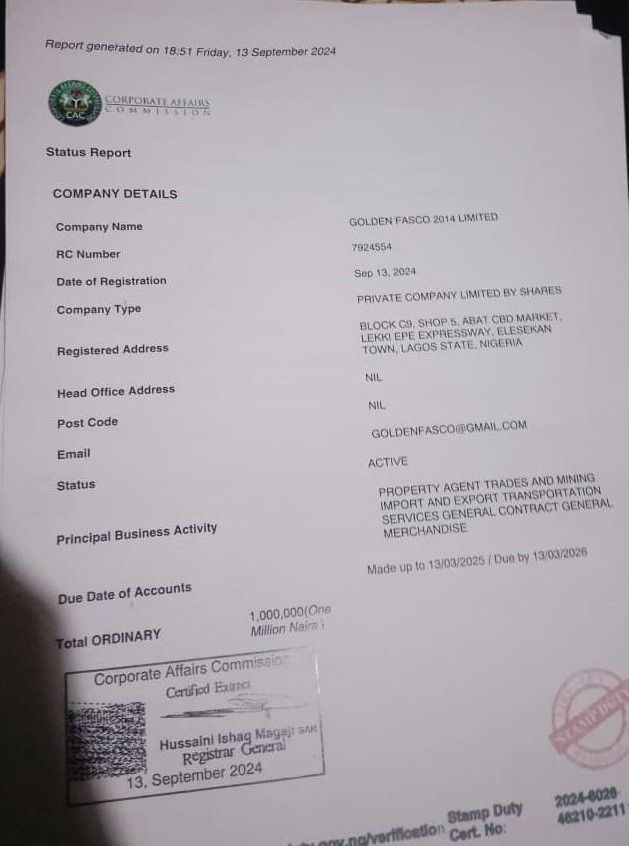 Report generated on 18:51 Friday, 13 September 2024
CAC
CORPORATE AFFAIRS
COMMISSION
Status Report
COMPANY DETAILS
Company Name GOLDEN FASCO 2014 LIMITED
RC Number 7924554
Date of Registration Sep 13, 2024
Company Type PRIVATE COMPANY LIMITED BY SHARES
Registered Address BLOCK C9, SHOP 5, ABAT CBD MARKET,
LEKKI EPE EXPRESSWAY, ELESEKAN
TOWN, LAGOS STATE, NIGERIA
Head Office Address NIL
Post Code NIL
Email GOLDENFASCO@GMAIL.COM
Status ACTIVE
Principal Business Activity PROPERTY AGENT TRADES AND MINING
IMPORT AND EXPORT TRANSPORTATION
SERVICES GENERAL CONTRACT GENERAL
MERCHANDISE
Due Date of Accounts Made up to 13/03/2025 / Due by 13/03/2026
Total ORDINARY 1,000,000(One
Million Naira )
Corporate Affairs Commission
Certified Extract
Hussaini Ishaq Magaji SAN
Registrar General
13, September 2024
STAMP DUTY
.gov.ng/verification
Stamp Duty
Cert. No:
2024-6026-
46210-2211